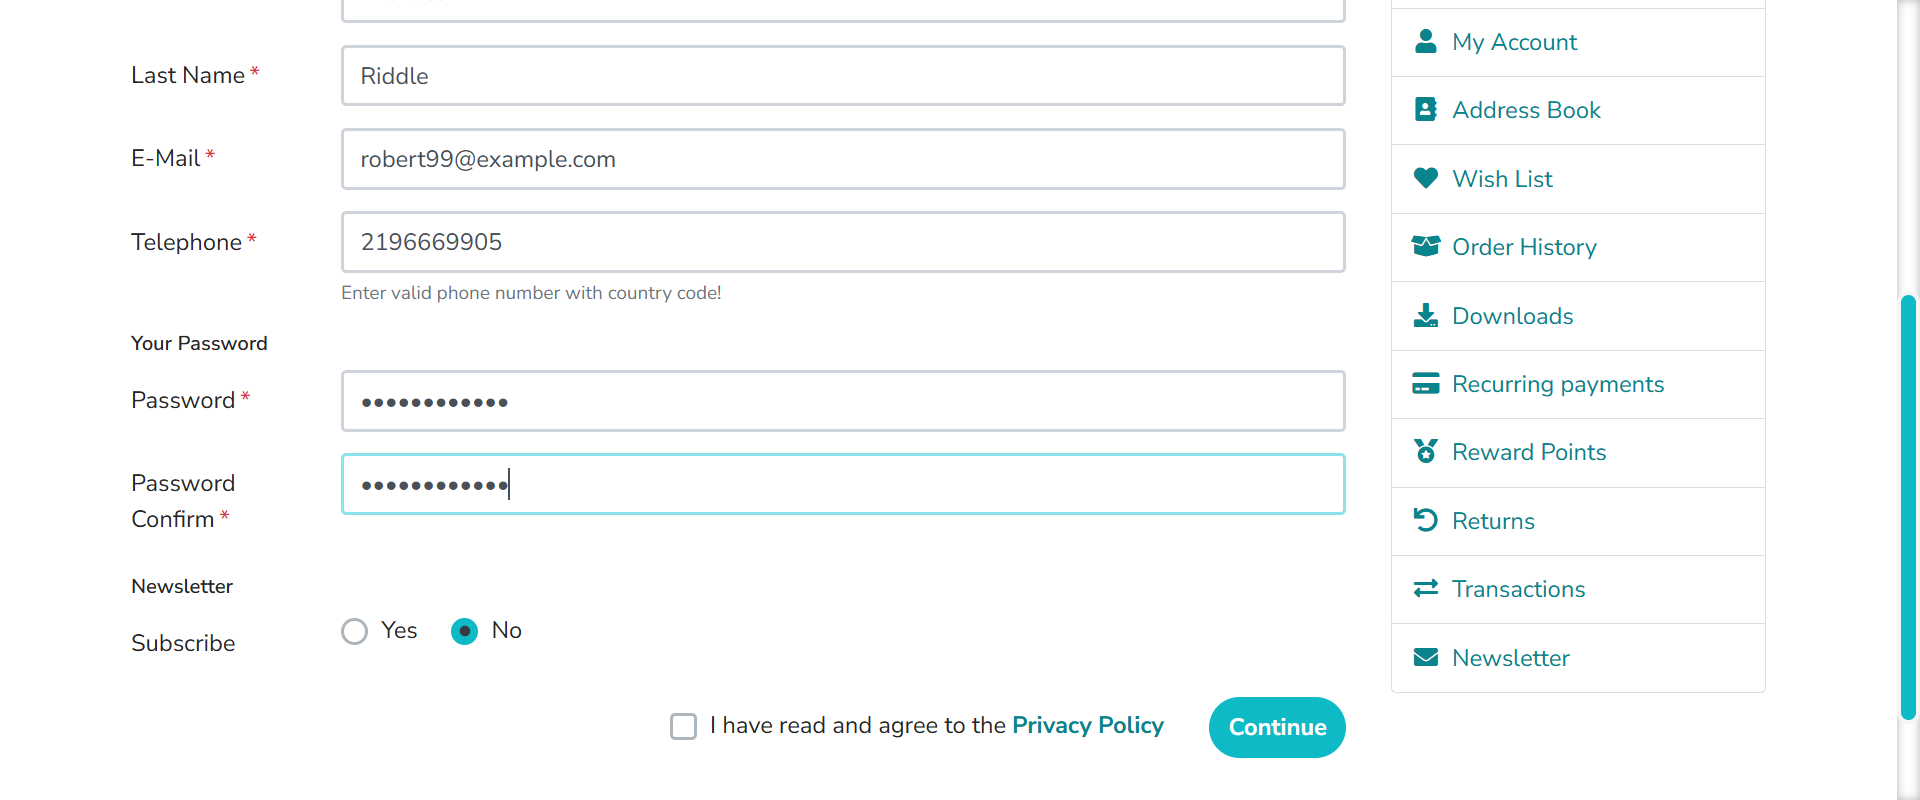 Last Name *
Riddle
E-Mail *
robert99@example.com
Telephone *
2196669905
Enter valid phone number with country code!
Your Password
Password *
••••••••••••
Password
Confirm *
••••••••••••
Newsletter
Subscribe
Yes
No
I have read and agree to the Privacy Policy
Continue
My Account
Address Book
Wish List
Order History
Downloads
Recurring payments
Reward Points
Returns
Transactions
Newsletter